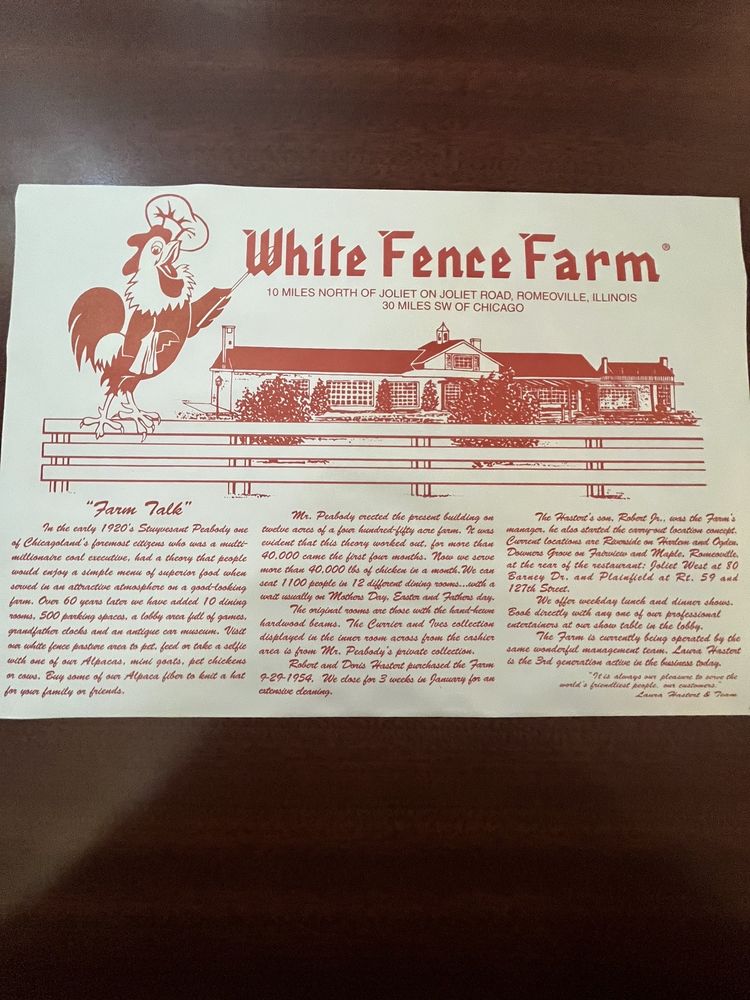 White Fence Farm®
10 MILES NORTH OF JOLIET ON JOLIET ROAD, ROMEOVILLE, ILLINOIS
30 MILES SW OF CHICAGO
"Farm Talk"
In the early 1920's Stuyvesant Peabody one
of Chicagoland's foremost citizens who was a multi-
millionaire coal executive, had a theory that people
would enjoy a simple menu of superior food when
served in an attractive atmosphere on a good-looking
farm. Over 60 years later we have added 10 dining
rooms, 500 parking spaces, a lobby area full of games,
grandfather clocks and an antique car museum. Visit
our white fence pasture area to pet, feed or take a selfie
with one of our Alpacas, mini goats, pet chickens
or cows. Buy some of our Alpaca fiber to knit a hat
for your family or friends.
Mr. Peabody erected the present building on
twelve acres of a four hundred-fifty acre farm. It was
evident that this theory worked out, for more than
40,000 came the first four months. Now we serve
more than 40,000 lbs of chicken in a month. We can
seat 1100 people in 12 different dining rooms...with a
wait usually on Mothers Day, Easter and Fathers day.
The original rooms are those with the hand-hewn
hardwood beams. The Currier and Ives collection
displayed in the inner room across from the cashier
area is from Mr. Peabody's private collection.
Robert and Doris Hastert purchased the Farm
9-29-1954. We close for 3 weeks in January for an
extensive cleaning.
The Hastert's son, Robert Jr., was the Farm's
manager, he also started the carry-out location concept.
Current locations are Riverside on Harlem and Ogden,
Downers Grove on Fairview and Maple, Romeoville,
at the rear of the restaurant; Joliet West at 80
Barney Dr. and Plainfield at Rt. 59 and
127th Street.
We offer weekday lunch and dinner shows.
Book directly with any one of our professional
entertainers at our show table in the lobby.
The Farm is currently being operated by the
same wonderful management team. Laura Hastert
is the 3rd generation active in the business today.
"It is always our pleasure to serve the
world's friendliest people, our customers."
Laura Hastert & Team